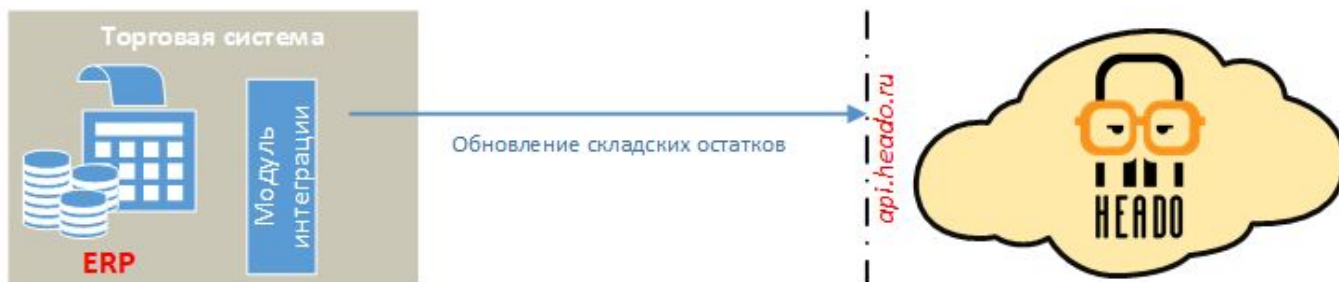 Торговая система
Модуль
интеграции
ERP
Обновление складских остатков
api.heado.ru
HEADO